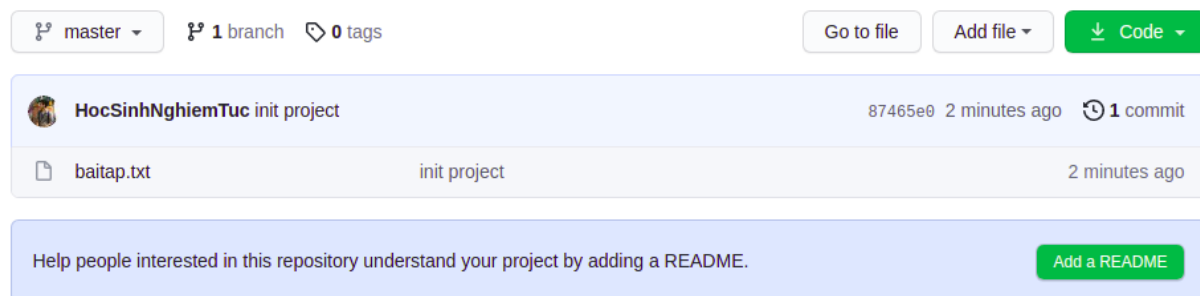 master 1 branch 0 tags Go to file Add file Code
HocSinhNghiemTuc init project 87465e0 2 minutes ago 1 commit
baitap.txt init project 2 minutes ago
Help people interested in this repository understand your project by adding a README. Add a README